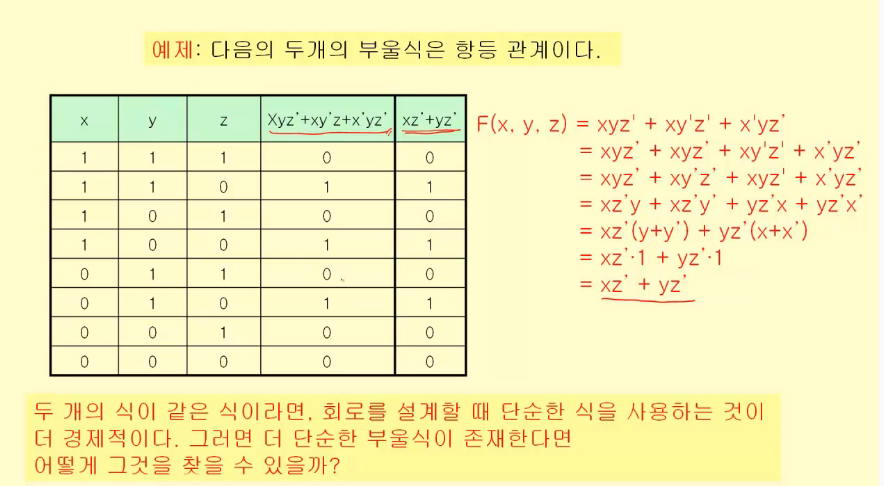 예제: 다음의 두개의 부울식은 항등 관계이다.
x y z Xyz'+xy'z+x'yz' xz'+yz'
1 1 1 0 0
1 1 0 1 1
1 0 1 0 0
1 0 0 1 1
0 1 1 0 0
0 1 0 1 1
0 0 1 0 0
0 0 0 0 0
F(x, y, z) = xyz' + xy'z' + x'yz'
= xyz' + xyz' + xy'z' + x'yz'
= xyz' + xy'z' + xyz' + x'yz'
= xz'y + xz'y' + yz'x + yz'x'
= xz'(y+y') + yz'(x+x')
= xz'·1 + yz'·1
= xz' + yz'
두 개의 식이 같은 식이라면, 회로를 설계할 때 단순한 식을 사용하는 것이
더 경제적이다. 그러면 더 단순한 부울식이 존재한다면
어떻게 그것을 찾을 수 있을까?